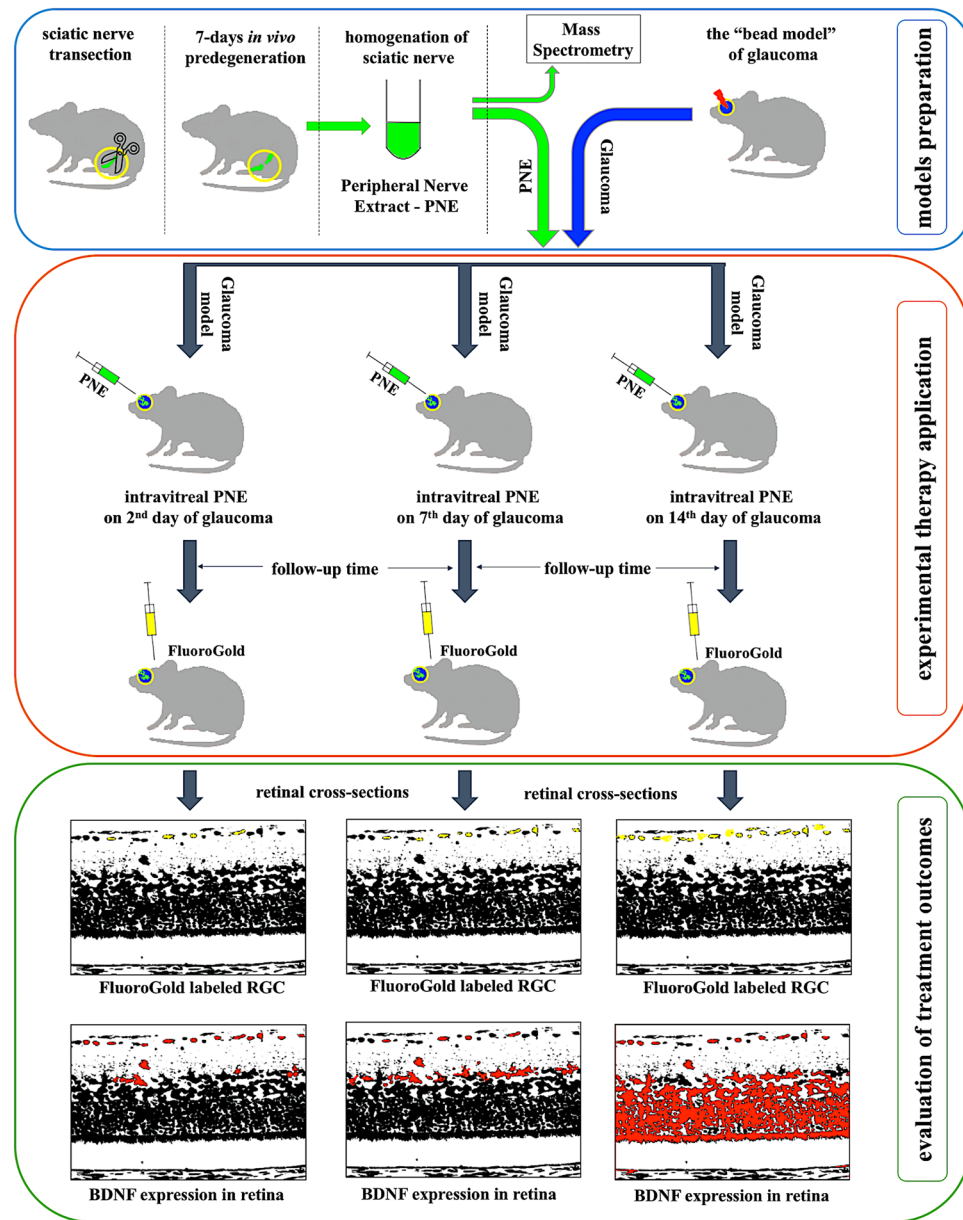 sciatic nerve
transection
7-days in vivo
predegeneration
homogenation of
sciatic nerve
Mass
Spectrometry
the “bead model”
of glaucoma
Peripheral Nerve
Extract - PNE
PNE
Glaucoma
models preparation
Glaucoma
model
Glaucoma
model
Glaucoma
model
PNE
PNE
PNE
intravitreal PNE
on 2nd day of glaucoma
intravitreal PNE
on 7th day of glaucoma
intravitreal PNE
on 14th day of glaucoma
follow-up time
follow-up time
FluoroGold
FluoroGold
FluoroGold
experimental therapy application
retinal cross-sections
retinal cross-sections
FluoroGold labeled RGC
FluoroGold labeled RGC
FluoroGold labeled RGC
BDNF expression in retina
BDNF expression in retina
BDNF expression in retina
evaluation of treatment outcomes